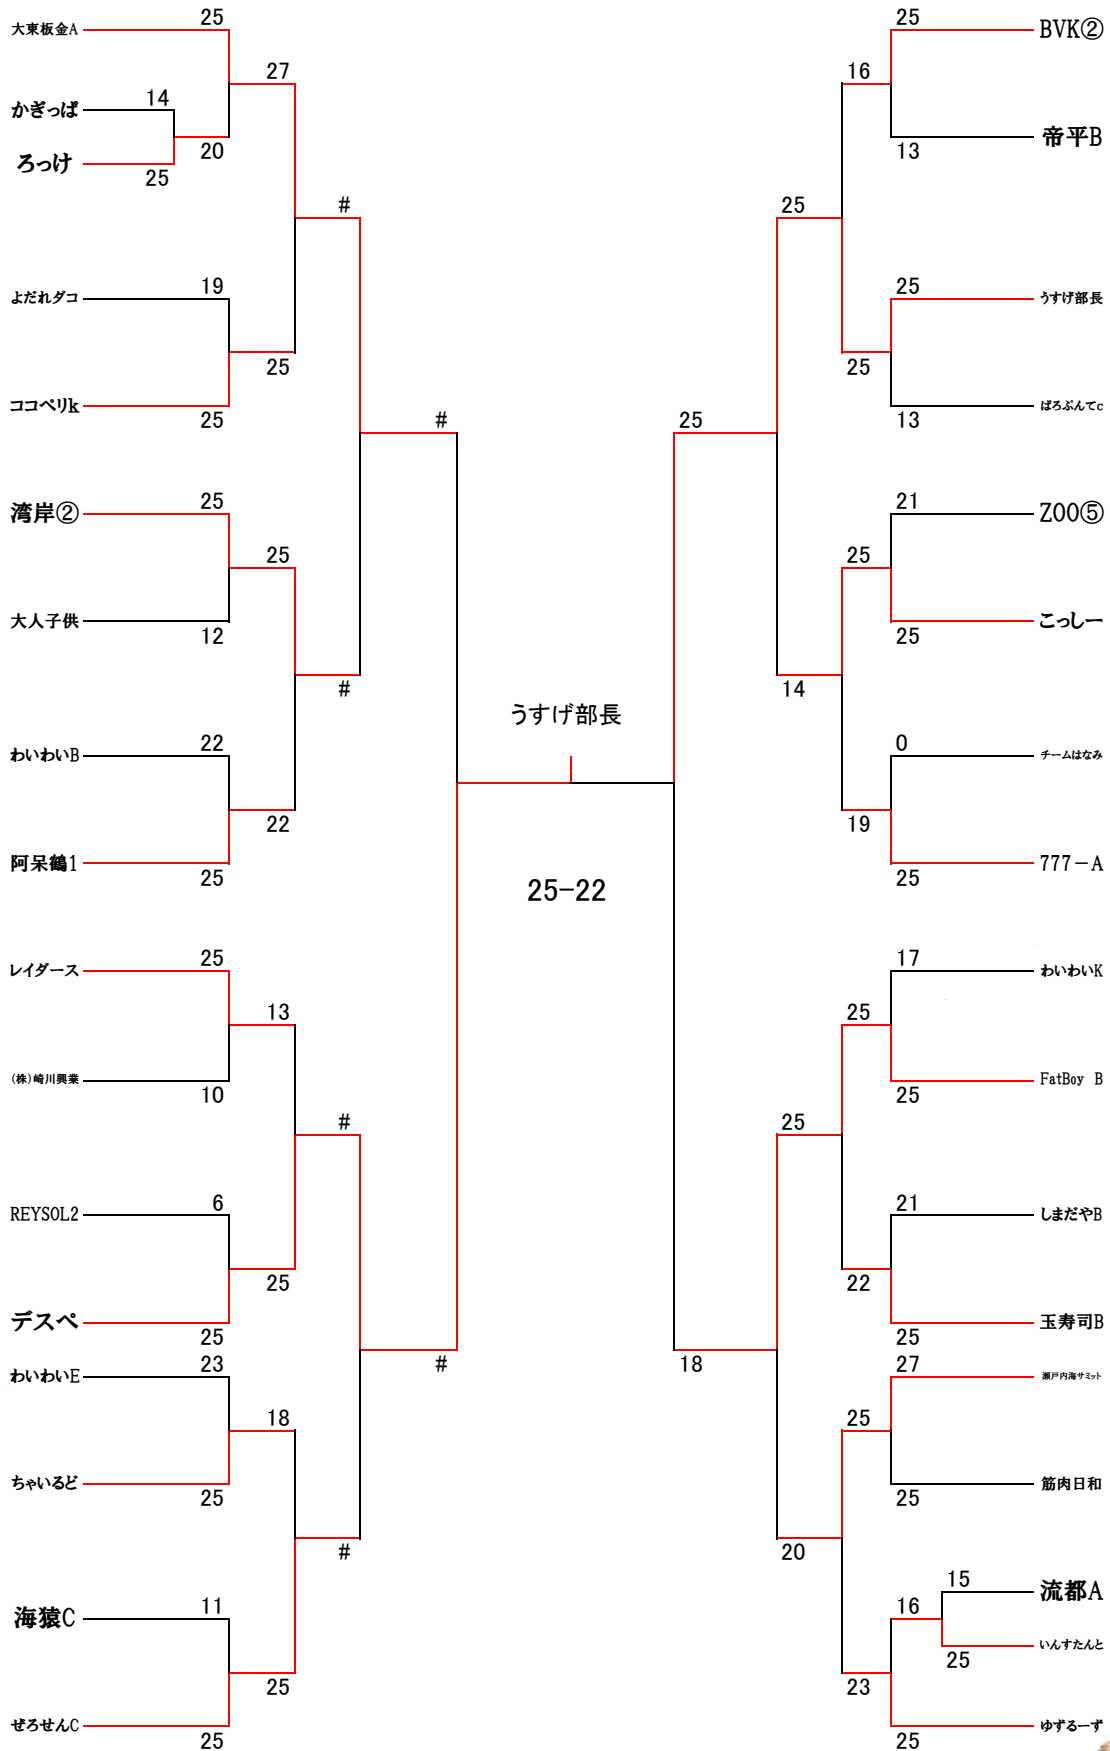 大東板金A
25
27
かぎっぱ
14
20
ろっけ
25
#
よだれダコ
19
25
ココペリk
25
#
湾岸②
25
25
大人子供
12
#
わいわいB
22
22
阿呆鶴1
25
レイダース
25
13
(株)崎川興業
10
#
REYSOL2
6
25
デスペ
25
#
わいわいE
23
18
ちゃいるど
25
#
海猿C
11
25
ぜろせんC
25
うすげ部長
25-22
25
BVK②
16
13
帝平B
25
25
うすげ部長
25
13
ぱろぷんてc
25
21
ZOO⑤
25
25
こっしー
14
0
チームはなみ
19
25
777-A
17
わいわいK
25
25
FatBoy B
25
21
しまだやB
22
25
玉寿司B
18
27
瀬戸内海サミット
25
25
筋肉日和
20
15
流都A
16
25
いんすたんと
23
25
ゆずるーず